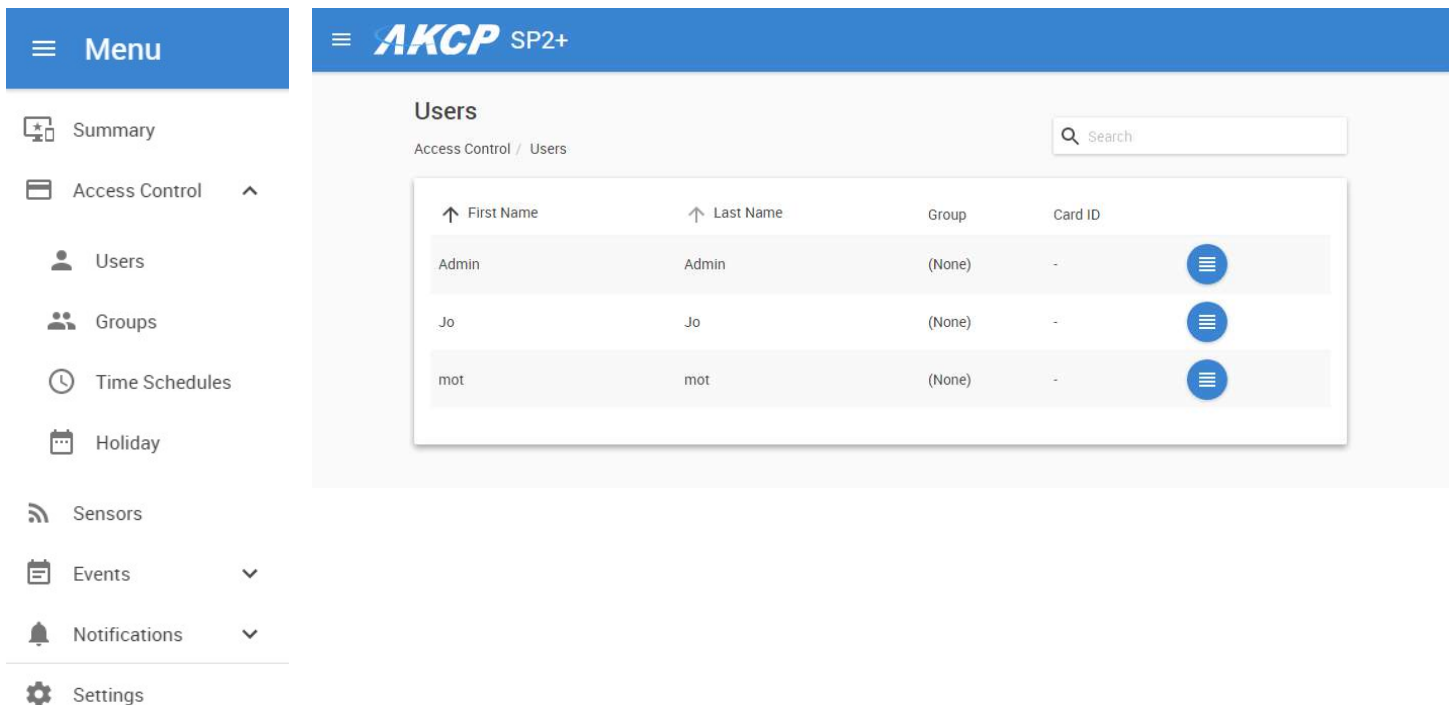 Menu
Summary
Access Control
Users
Groups
Time Schedules
Holiday
Sensors
Events
Notifications
Settings
AKCP SP2+
Users
Access Control / Users
Search
First Name Last Name Group Card ID
Admin Admin (None) -
Jo Jo (None) -
mot mot (None) -